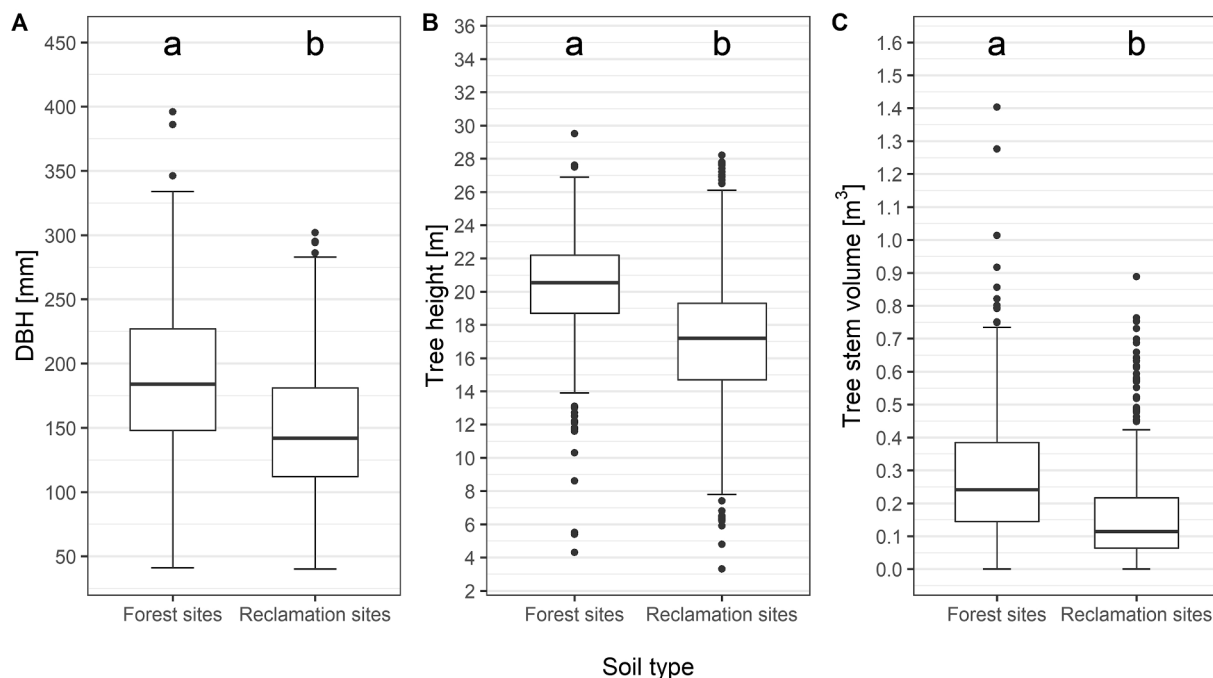 A
a
b
450
400
350
300
250
200
150
100
50
DBH [mm]
Forest sites
Reclamation sites
B
a
b
36
34
32
30
28
26
24
22
20
18
16
14
12
10
8
6
4
2
Tree height [m]
Forest sites
Reclamation sites
C
a
b
1.6
1.5
1.4
1.3
1.2
1.1
1.0
0.9
0.8
0.7
0.6
0.5
0.4
0.3
0.2
0.1
0.0
Tree stem volume [m³]
Forest sites
Reclamation sites
Soil type